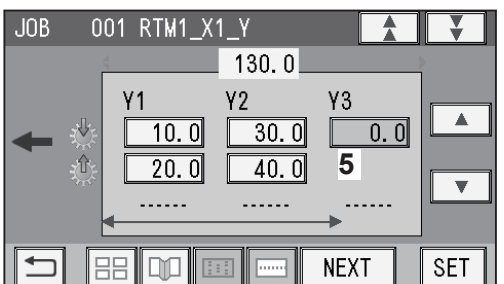 JOB 001 RTM1_X1_Y
130.0
Y1 Y2 Y3
10.0 30.0 0.0
20.0 40.0 5
------ ------ ------
NEXT SET